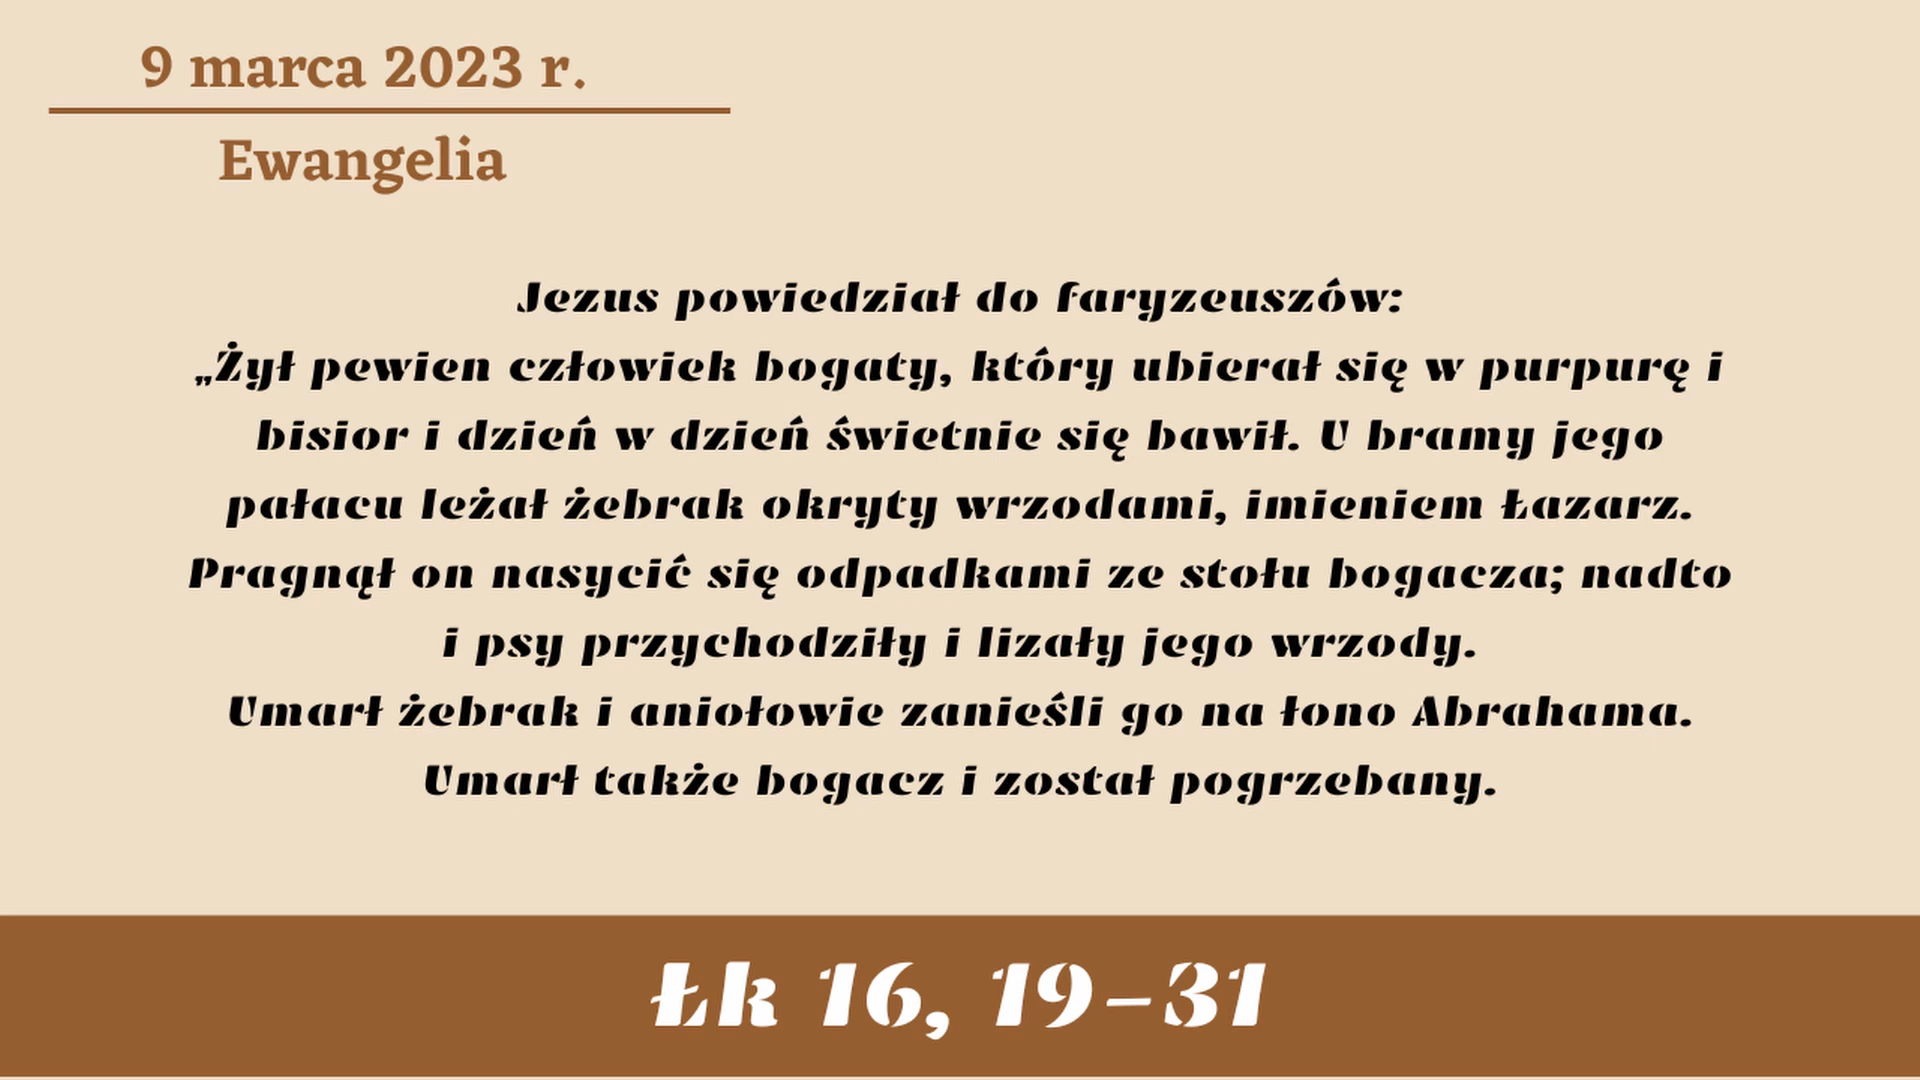 9 marca 2023 r.
Ewangelia
Jezus powiedział do faryzeuszów:
„Żył pewien człowiek bogaty, który ubierał się w purpurę i
bisior i dzień w dzień świetnie się bawił. U bramy jego
pałacu leżał żebrak okryty wrzodami, imieniem Łazarz.
Pragnął on nasycić się odpadkami ze stołu bogacza; nadto
i psy przychodziły i lizały jego wrzody.
Umarł żebrak i aniołowie zanieśli go na łono Abrahama.
Umarł także bogacz i został pogrzebany.
Łk 16, 19–31